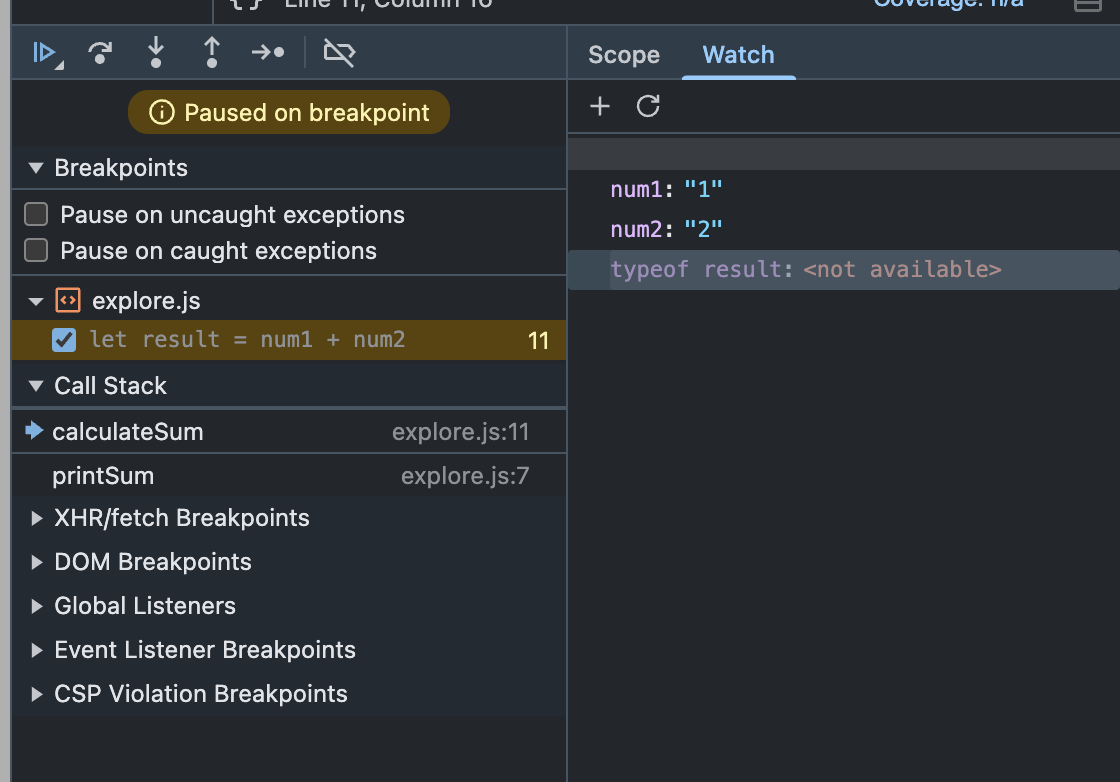 {} Line 11, Column 16
Coverage: n/a
Scope Watch
Paused on breakpoint
Breakpoints
Pause on uncaught exceptions
Pause on caught exceptions
explore.js
let result = num1 + num2 11
Call Stack
calculateSum explore.js:11
printSum explore.js:7
XHR/fetch Breakpoints
DOM Breakpoints
Global Listeners
Event Listener Breakpoints
CSP Violation Breakpoints
num1: "1"
num2: "2"
typeof result: <not available>